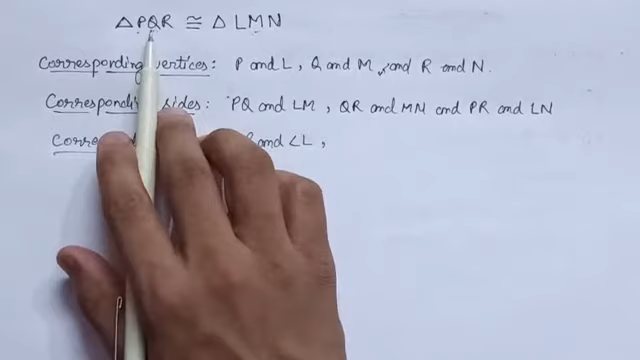 △ PQR ≅ △ LMN
Corresponding vertices: P and L, Q and M, and R and N.
Corresponding sides: PQ and LM, QR and MN and PR and LN
and ∠L,